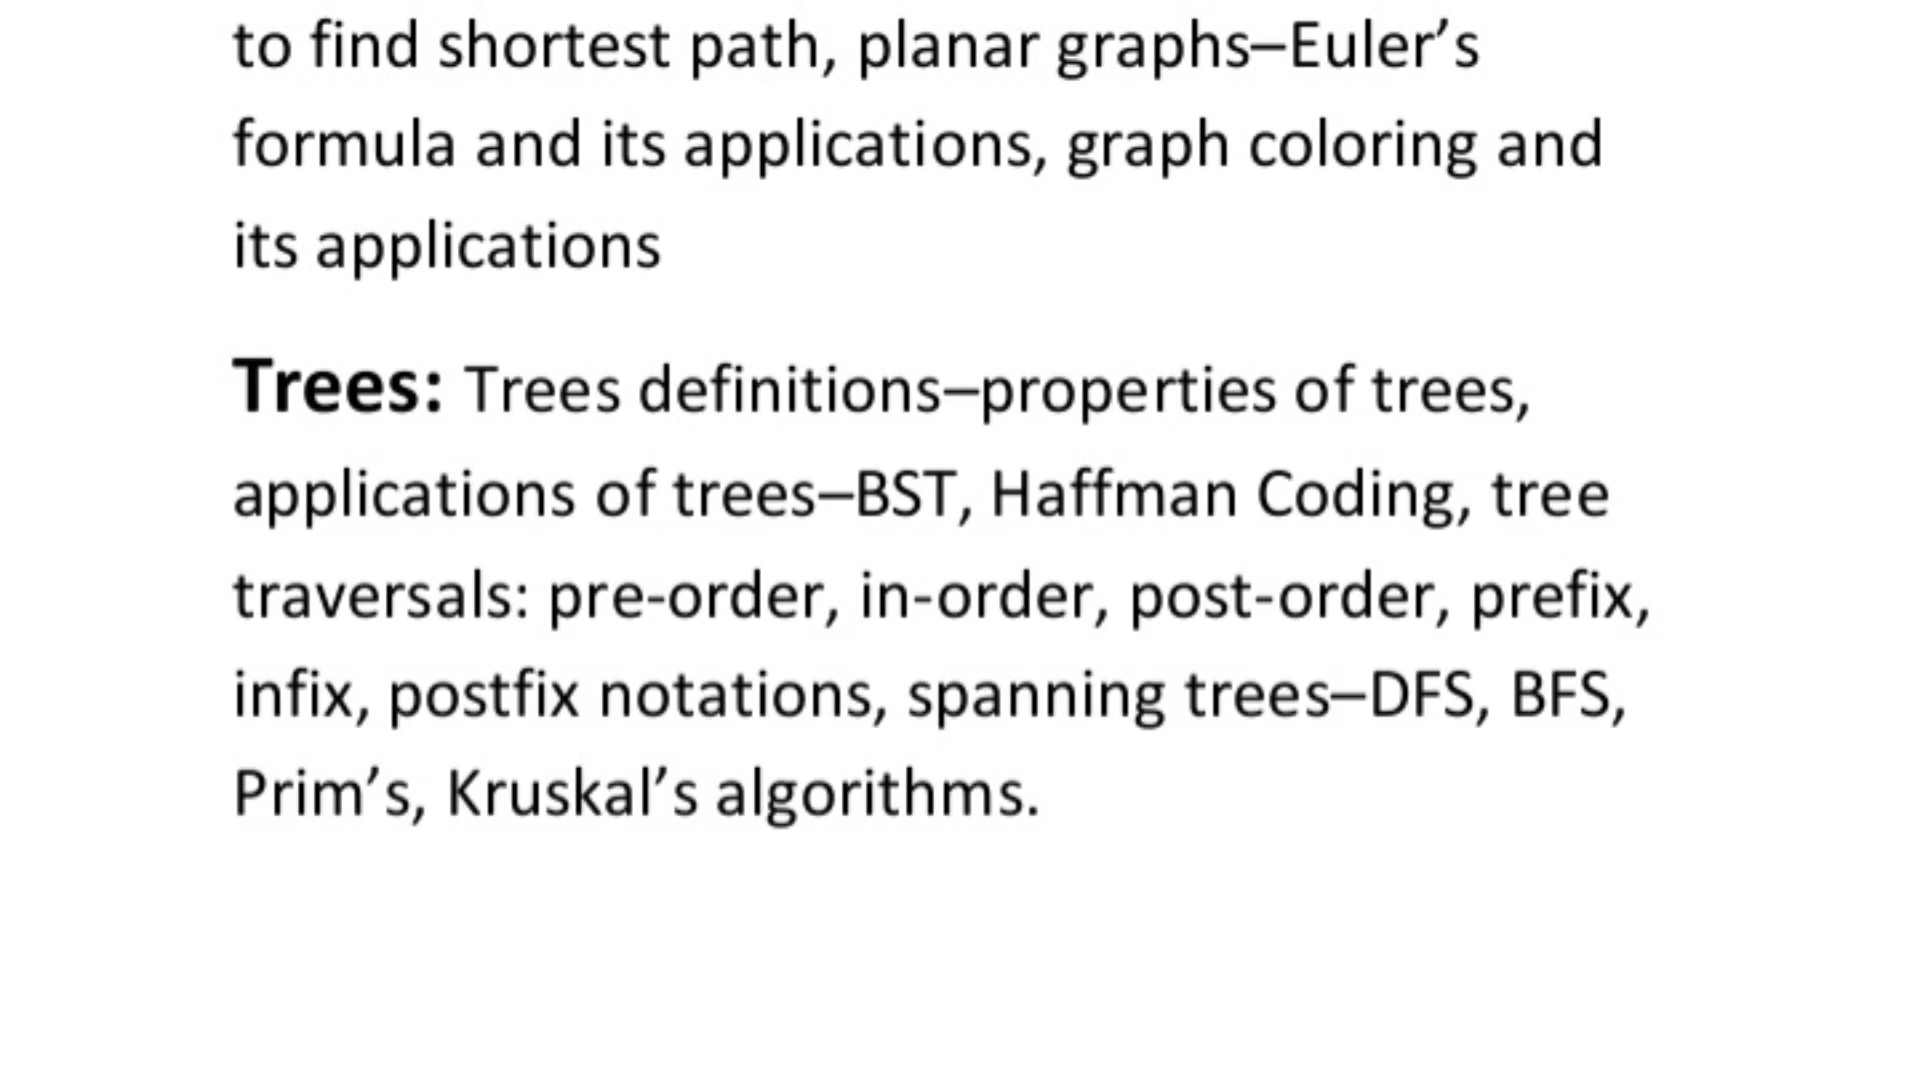 to find shortest path, planar graphs–Euler’s
formula and its applications, graph coloring and
its applications
Trees: Trees definitions–properties of trees,
applications of trees–BST, Haffman Coding, tree
traversals: pre-order, in-order, post-order, prefix,
infix, postfix notations, spanning trees–DFS, BFS,
Prim’s, Kruskal’s algorithms.